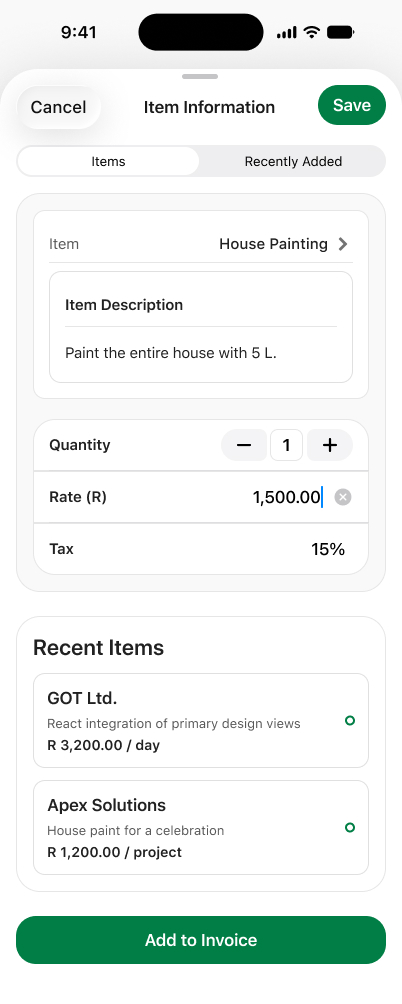 9:41
Cancel
Item Information
Save
Items
Recently Added
Item
House Painting
Item Description
Paint the entire house with 5 L.
Quantity
1
Rate (R)
1,500.00
Tax
15%
Recent Items
GOT Ltd.
React integration of primary design views
R 3,200.00 / day
Apex Solutions
House paint for a celebration
R 1,200.00 / project
Add to Invoice